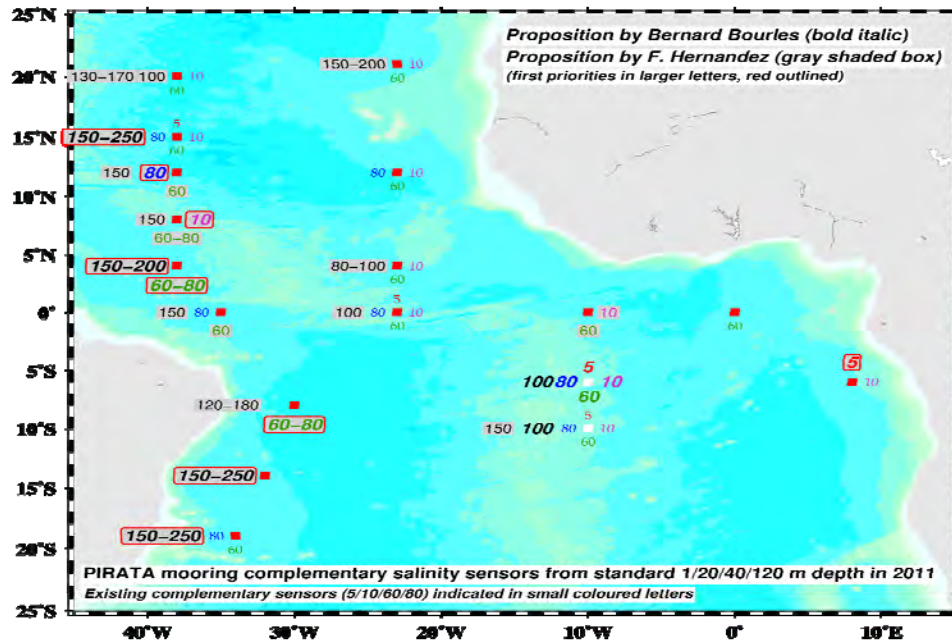 25°N
Proposition by Bernard Bourles (bold italic)
Proposition by F. Hernandez (gray shaded box)
(first priorities in larger letters, red outlined)
150-200 10
60
20°N
130-170 100 10
60
5
15°N
150-250 80 10
60
150 80
60
80 10
60
10°N
150 10
60-80
5°N
150-200
60-80
80-100 10
60
5
0°
150 80
60
100 80 10
60
10
60
60
5°S
5
100 80 10
60
5
10
120-180
60-80
10°S
5
150 100 80 10
60
15°S
150-250
150-250 80
60
20°S
PIRATA mooring complementary salinity sensors from standard 1/20/40/120 m depth in 2011
Existing complementary sensors (5/10/60/80) indicated in small coloured letters
25°S
40°W 30°W 20°W 10°W 0° 10°E